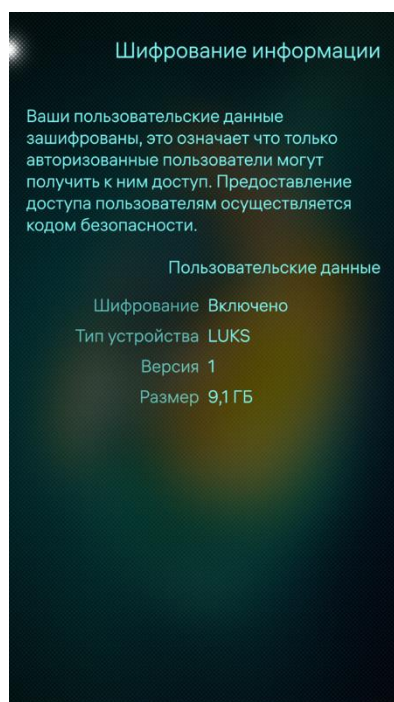 Шифрование информации
Ваши пользовательские данные
зашифрованы, это означает что только
авторизованные пользователи могут
получить к ним доступ. Предоставление
доступа пользователям осуществляется
кодом безопасности.
Пользовательские данные
Шифрование Включено
Тип устройства LUKS
Версия 1
Размер 9,1 ГБ